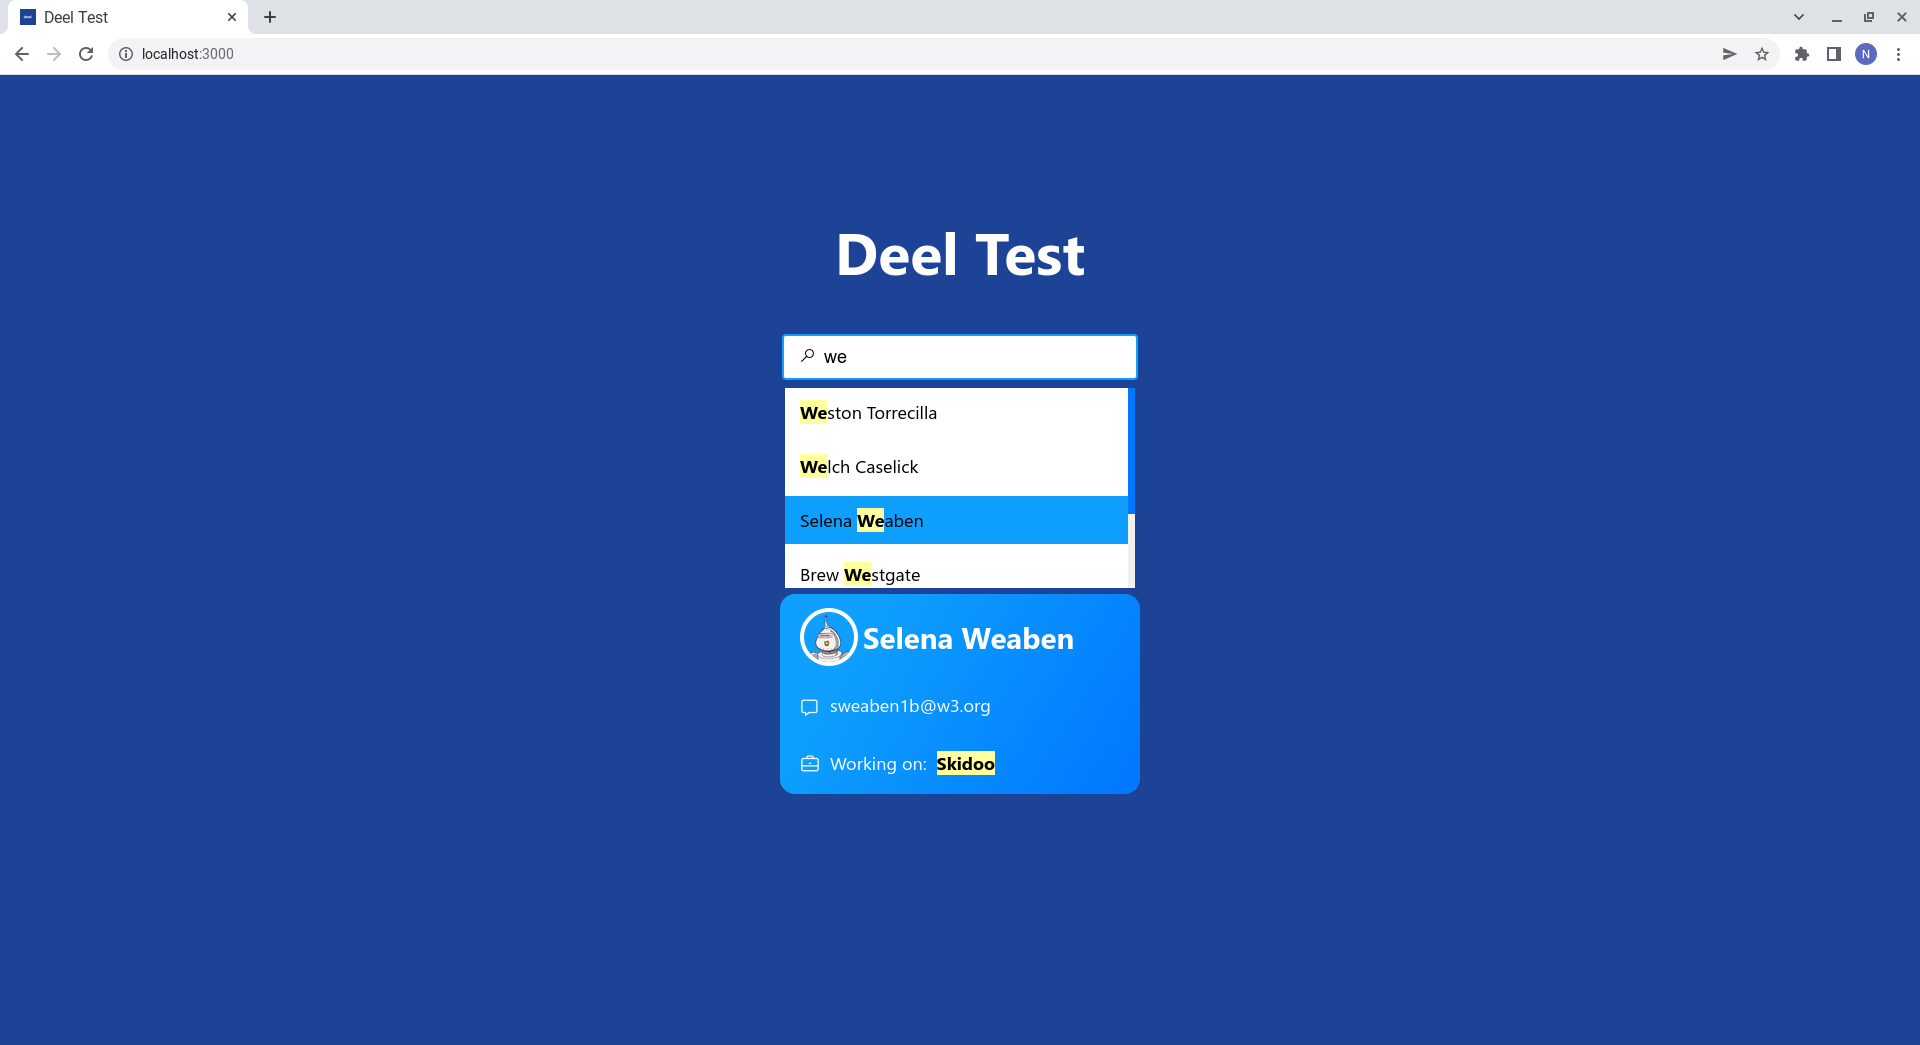 Deel Test
localhost:3000
N
Deel Test
we
Weston Torrecilla
Welch Caselick
Selena Weaben
Brew Westgate
Selena Weaben
sweaben1b@w3.org
Working on: Skidoo